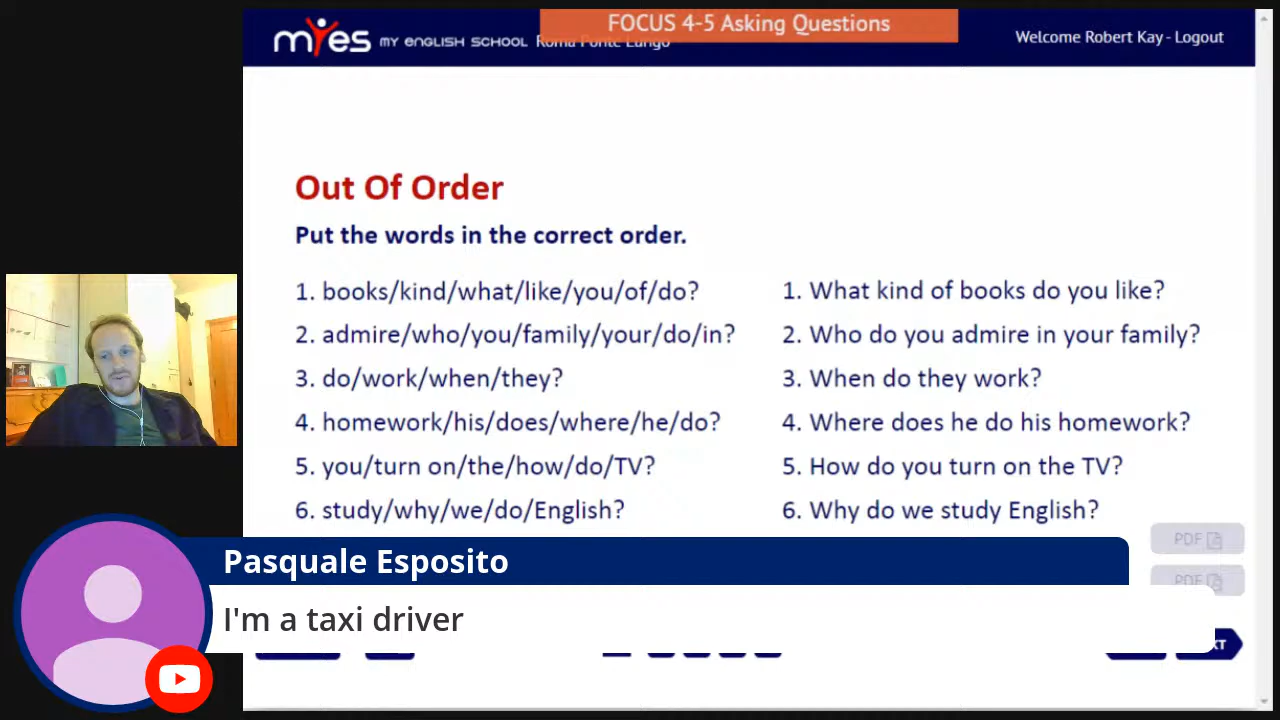 FOCUS 4-5 Asking Questions
myes MY ENGLISH SCHOOL Roma Ponte Lungo
Welcome Robert Kay - Logout
Out Of Order
Put the words in the correct order.
1. books/kind/what/like/you/of/do?
2. admire/who/you/family/your/do/in?
3. do/work/when/they?
4. homework/his/does/where/he/do?
5. you/turn on/the/how/do/TV?
6. study/why/we/do/English?
1. What kind of books do you like?
2. Who do you admire in your family?
3. When do they work?
4. Where does he do his homework?
5. How do you turn on the TV?
6. Why do we study English?
PDF
PDF
Pasquale Esposito
I'm a taxi driver